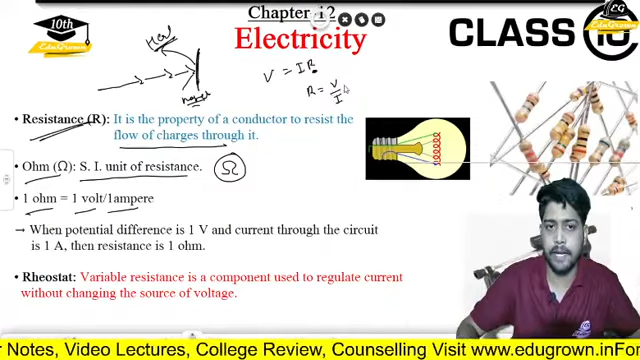 10th
EduGrown
Chapter 12
Electricity
CLASS 10
EG
EduGrown
V = IR
R = V/I
• Resistance (R): It is the property of a conductor to resist the
flow of charges through it.
• Ohm (Ω): S. I. unit of resistance.
Ω
• 1 ohm = 1 volt/1ampere
→ When potential difference is 1 V and current through the circuit
is 1 A, then resistance is 1 ohm.
• Rheostat: Variable resistance is a component used to regulate current
without changing the source of voltage.
r Notes, Video Lectures, College Review, Counselling Visit www.edugrown.inFor